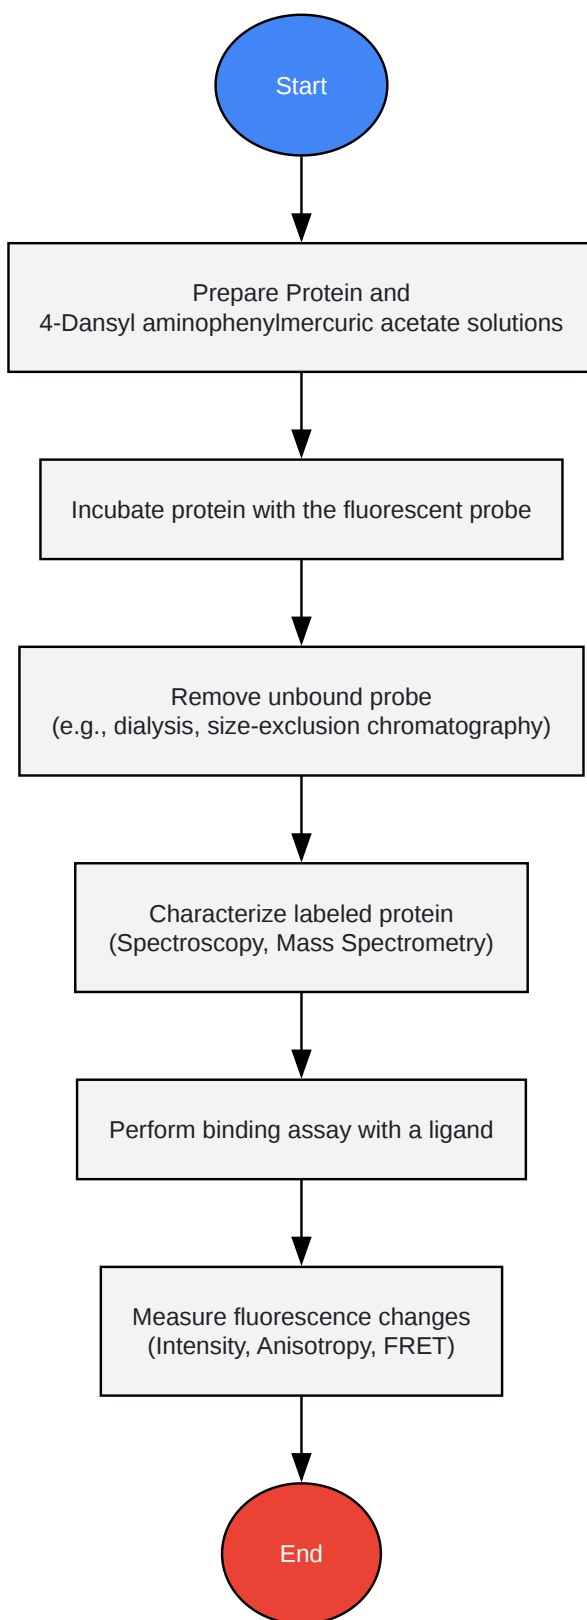 Start
Prepare Protein and
4-Dansyl aminophenylmercuric acetate solutions
Incubate protein with the fluorescent probe
Remove unbound probe
(e.g., dialysis, size-exclusion chromatography)
Characterize labeled protein
(Spectroscopy, Mass Spectrometry)
Perform binding assay with a ligand
Measure fluorescence changes
(Intensity, Anisotropy, FRET)
End